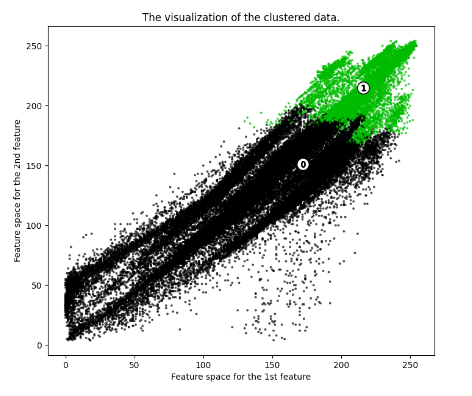 The visualization of the clustered data.
Feature space for the 2nd feature
250
200
150
100
50
0
1
0
0 50 100 150 200 250
Feature space for the 1st feature